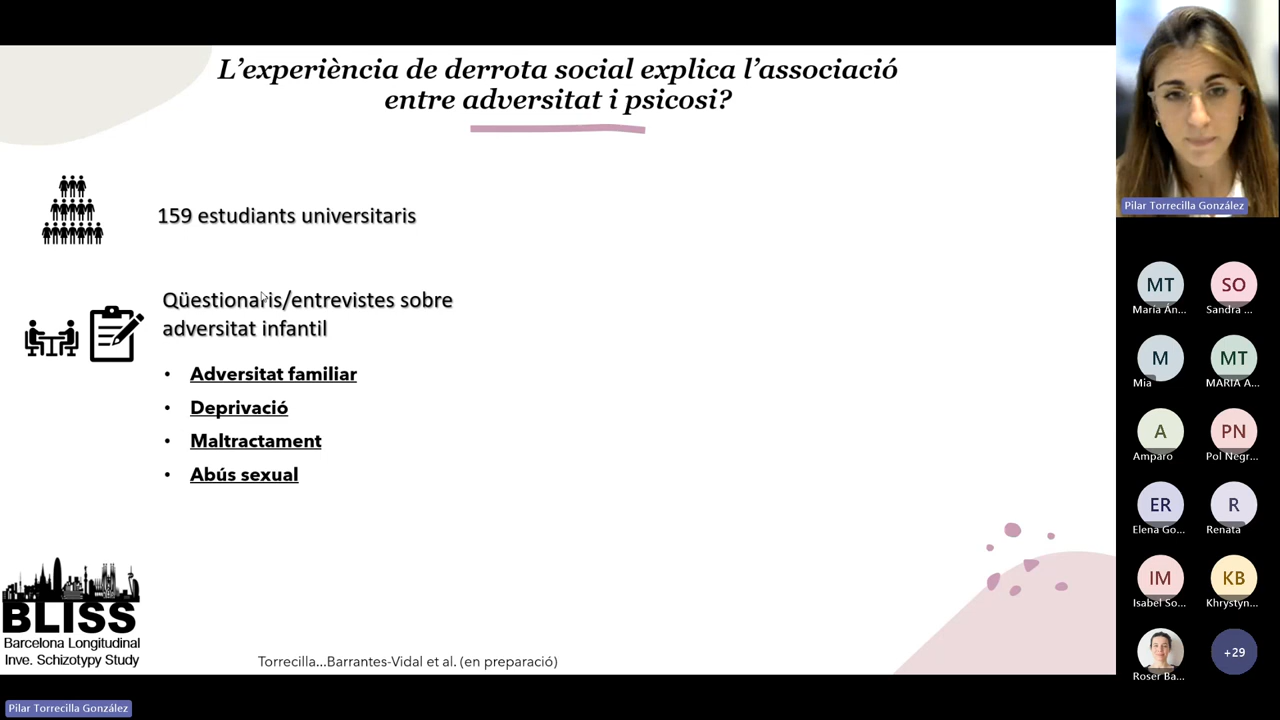 L’experiència de derrota social explica l’associació
entre adversitat i psicosi?
159 estudiants universitaris
Qüestionaris/entrevistes sobre
adversitat infantil
• Adversitat familiar
• Deprivació
• Maltractament
• Abús sexual
BLISS
Barcelona Longitudinal
Inve. Schizotypy Study
Torrecilla...Barrantes-Vidal et al. (en preparació)
Pilar Torrecilla González
Pilar Torrecilla González
MT
SO
María Án...
Sandra ...
M
MT
Mia
MARIA A...
A
PN
Amparo
Pol Negr...
ER
R
Elena Go...
Renata
IM
KB
Isabel So...
Khrystyn...
+29
Roser Ba...